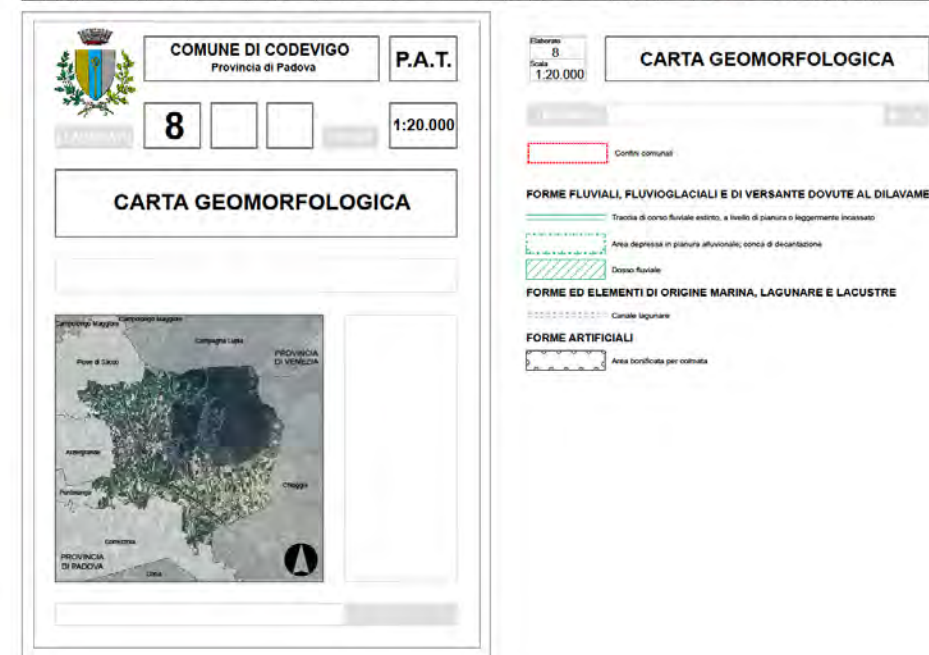 COMUNE DI CODEVIGO
Provincia di Padova
P.A.T.
8
1:20.000
CARTA GEOMORFOLOGICA
Campolongo Maggiore
Campolongo Maggiore
Campagna Lupia
PROVINCIA
DI VENEZIA
Piove di Sacco
Arzergrande
Pontelongo
Chioggia
Correzzola
PROVINCIA
DI PADOVA
Cona
Elaborato
8
Scala
1:20.000
CARTA GEOMORFOLOGICA
Confini comunali
FORME FLUVIALI, FLUVIOGLACIALI E DI VERSANTE DOVUTE AL DILAVAME
Traccia di corso fluviale estinto, a livello di pianura o leggermente incassato
Area depressa in pianura alluvionale; conca di decantazione
Dosso fluviale
FORME ED ELEMENTI DI ORIGINE MARINA, LAGUNARE E LACUSTRE
Canale lagunare
FORME ARTIFICIALI
Area bonificata per colmata